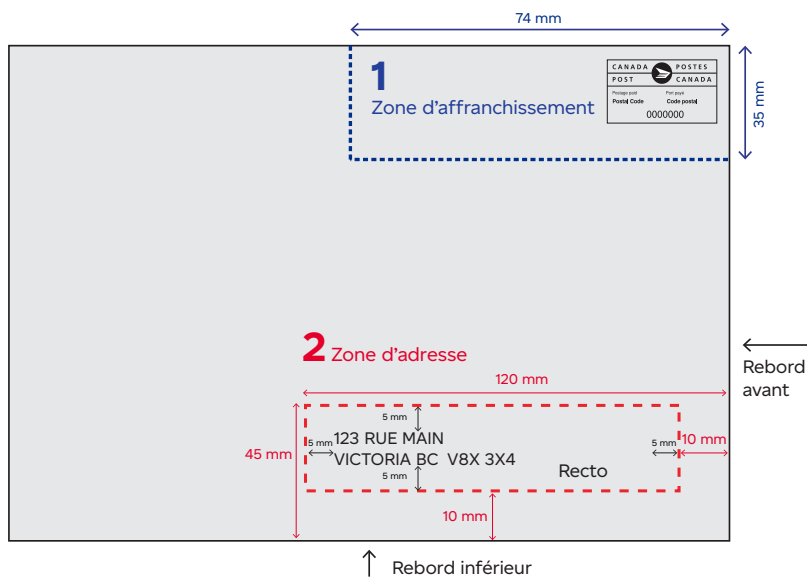 74 mm
1
Zone d’affranchissement
CANADA POSTES
POST CANADA
Postage paid Port payé
Postal Code Code postal
0000000
35 mm
2 Zone d’adresse
Rebord
avant
120 mm
5 mm
5 mm 123 RUE MAIN 5 mm 10 mm
45 mm VICTORIA BC V8X 3X4
5 mm Recto
10 mm
Rebord inférieur